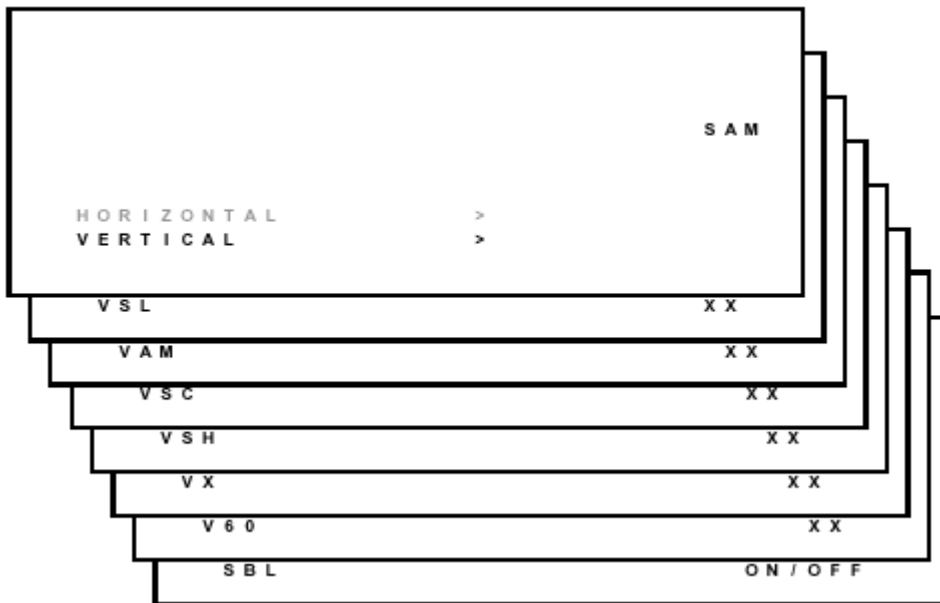 SAM
HORIZONTAL >
VERTICAL >
VSL XX
VAM XX
VSC XX
VSH XX
VX XX
V60 XX
SBL ON/OFF